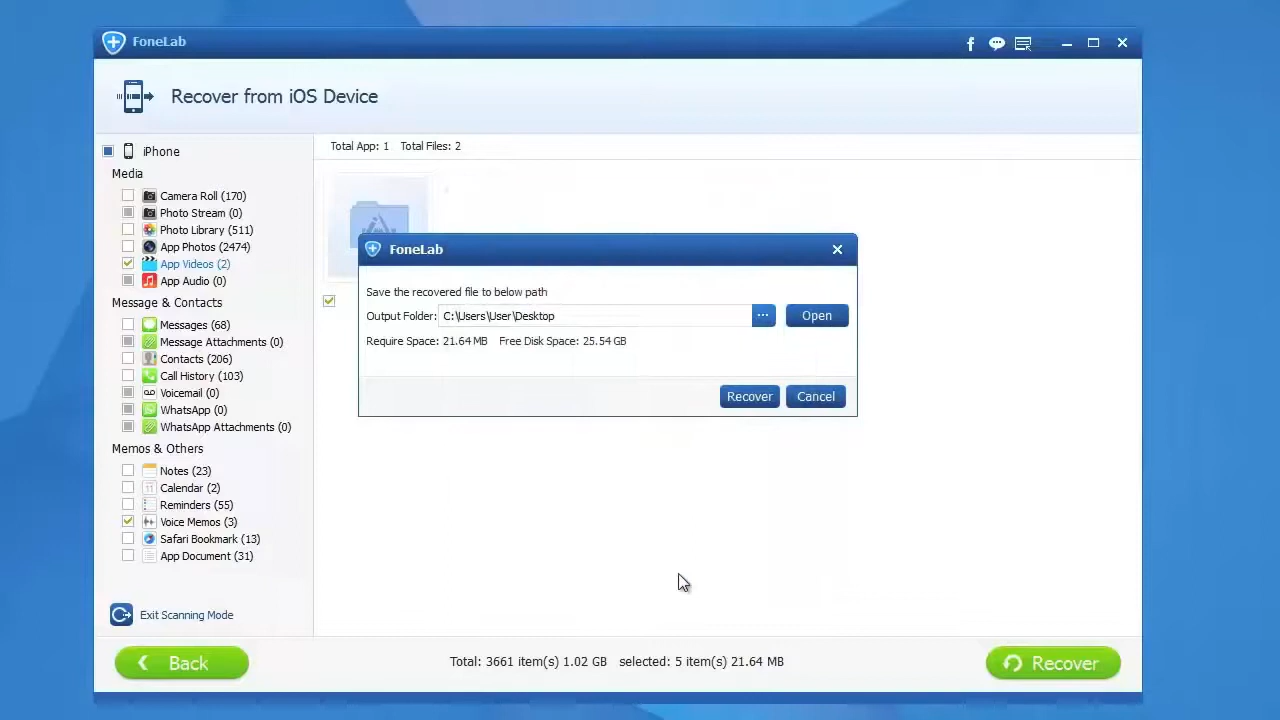 FoneLab
Recover from iOS Device
iPhone
Media
Camera Roll (170)
Photo Stream (0)
Photo Library (511)
App Photos (2474)
App Videos (2)
App Audio (0)
Message & Contacts
Messages (68)
Message Attachments (0)
Contacts (206)
Call History (103)
Voicemail (0)
WhatsApp (0)
WhatsApp Attachments (0)
Memos & Others
Notes (23)
Calendar (2)
Reminders (55)
Voice Memos (3)
Safari Bookmark (13)
App Document (31)
Exit Scanning Mode
Total App: 1 Total Files: 2
FoneLab
Save the recovered file to below path
Output Folder: C:\Users\User\Desktop ... Open
Require Space: 21.64 MB Free Disk Space: 25.54 GB
Recover Cancel
Back Total: 3661 item(s) 1.02 GB selected: 5 item(s) 21.64 MB Recover